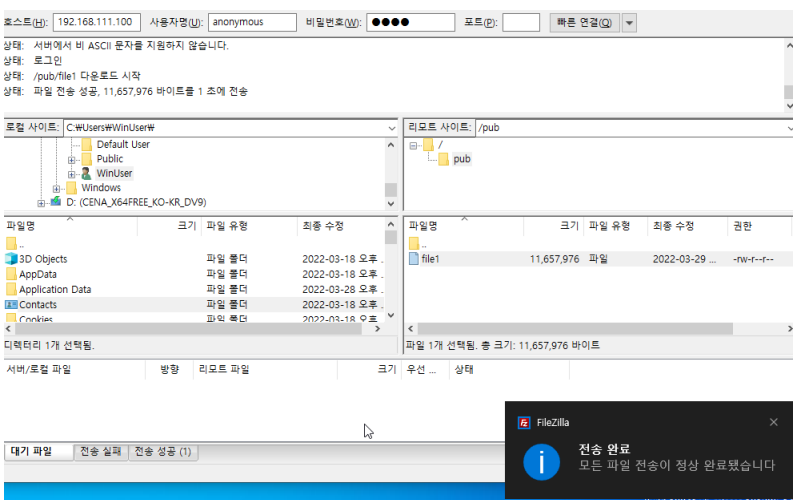 호스트(H): 192.168.111.100 사용자명(U): anonymous 비밀번호(W): ●●●● 포트(P): 빠른 연결(Q)
상태: 서버에서 비 ASCII 문자를 지원하지 않습니다.
상태: 로그인
상태: /pub/file1 다운로드 시작
상태: 파일 전송 성공, 11,657,976 바이트를 1 초에 전송
로컬 사이트: C:₩Users₩WinUser₩
Default User
Public
WinUser
Windows
D: (CENA_X64FREE_KO-KR_DV9)
리모트 사이트: /pub
/
pub
파일명 크기 파일 유형 최종 수정
..
3D Objects 파일 폴더 2022-03-18 오후 .
AppData 파일 폴더 2022-03-18 오후 .
Application Data 파일 폴더 2022-03-28 오후 .
Contacts 파일 폴더 2022-03-18 오후 .
Cookies 파일 폴더 2022-03-18 오후 .
디렉터리 1개 선택됨.
파일명 크기 파일 유형 최종 수정 권한
..
file1 11,657,976 파일 2022-03-29 ... -rw-r--r--
파일 1개 선택됨. 총 크기: 11,657,976 바이트
서버/로컬 파일 방향 리모트 파일 크기 우선 ... 상태
대기 파일 전송 실패 전송 성공 (1)
FileZilla
전송 완료
모든 파일 전송이 정상 완료됐습니다